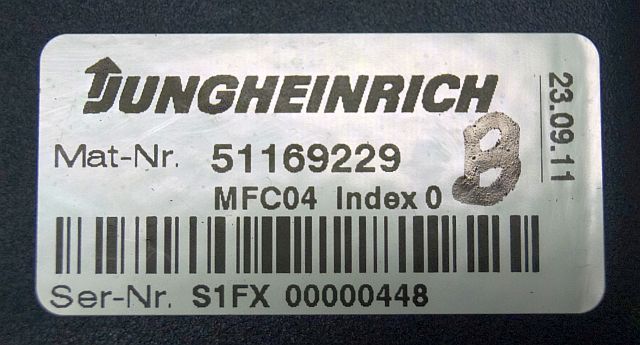 JUNGHEINRICH
Mat-Nr. 51169229
MFC04 Index 0
B
Ser-Nr. S1FX 00000448
23.09.11